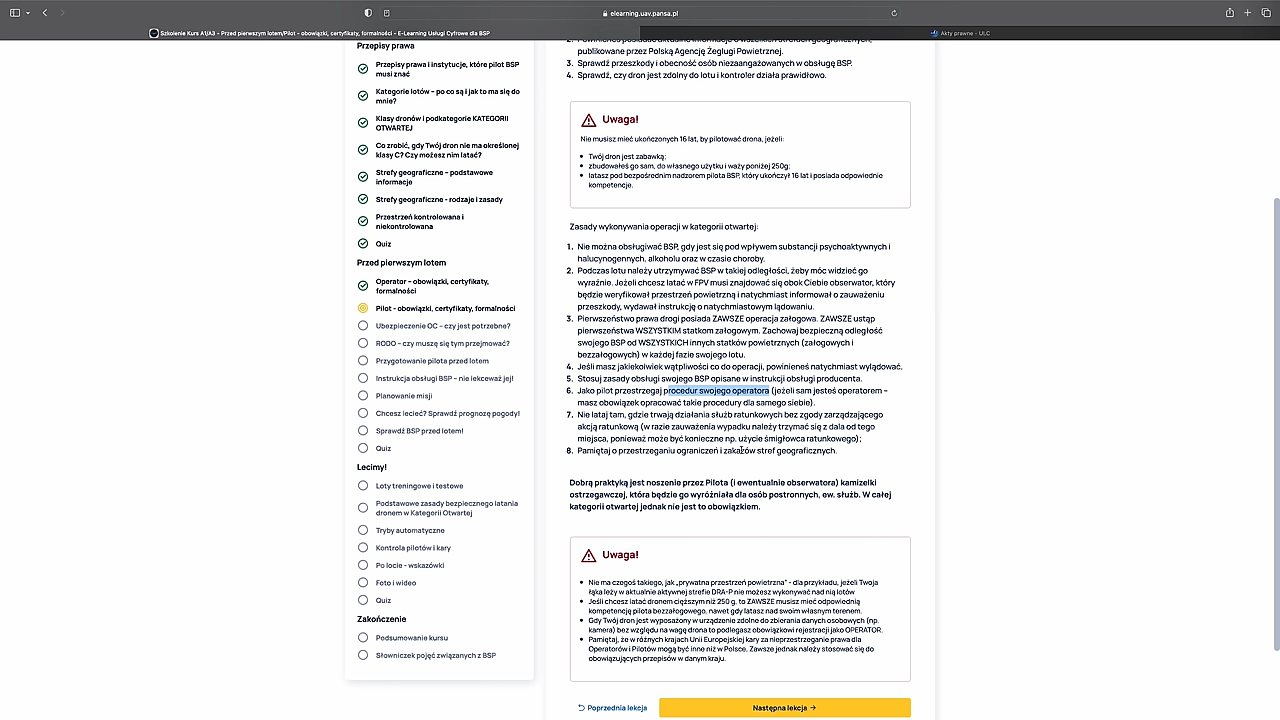 elearning.uav.pansa.pl
Szkolenie Kurs A1/A3 – Przed pierwszym lotem/Pilot – obowiązki, certyfikaty, formalności – E-Learning Usługi Cyfrowe dla BSP
Akty prawne – ULC
Przepisy prawa
Przepisy prawa i instytucje, które pilot BSP
musi znać
Kategorie lotów – po co są i jak to ma się do
mnie?
Klasy dronów i podkategorie KATEGORII
OTWARTEJ
Co zrobić, gdy Twój dron nie ma określonej
klasy C? Czy możesz nim latać?
Strefy geograficzne – podstawowe
informacje
Strefy geograficzne - rodzaje i zasady
Przestrzeń kontrolowana i
niekontrolowana
Quiz
Przed pierwszym lotem
Operator – obowiązki, certyfikaty,
formalności
Pilot - obowiązki, certyfikaty, formalności
Ubezpieczenie OC – czy jest potrzebne?
RODO – czy muszę się tym przejmować?
Przygotowanie pilota przed lotem
Instrukcja obsługi BSP – nie lekceważ jej!
Planowanie misji
Chcesz lecieć? Sprawdź prognozę pogody!
Sprawdź BSP przed lotem!
Quiz
Lecimy!
Loty treningowe i testowe
Podstawowe zasady bezpiecznego latania
dronem w Kategorii Otwartej
Tryby automatyczne
Kontrola pilotów i kary
Po locie - wskazówki
Foto i wideo
Quiz
Zakończenie
Podsumowanie kursu
Słowniczek pojęć związanych z BSP
publikowane przez Polską Agencję Żeglugi Powietrznej.
3. Sprawdź przeszkody i obecność osób niezaangażowanych w obsługę BSP.
4. Sprawdź, czy dron jest zdolny do lotu i kontroler działa prawidłowo.
Uwaga!
Nie musisz mieć ukończonych 16 lat, by pilotować drona, jeżeli:
• Twój dron jest zabawką;
• zbudowałeś go sam, do własnego użytku i waży poniżej 250g;
• latasz pod bezpośrednim nadzorem pilota BSP, który ukończył 16 lat i posiada odpowiednie
kompetencje.
Zasady wykonywania operacji w kategorii otwartej:
1. Nie można obsługiwać BSP, gdy jest się pod wpływem substancji psychoaktywnych i
halucynogennych, alkoholu oraz w czasie choroby.
2. Podczas lotu należy utrzymywać BSP w takiej odległości, żeby móc widzieć go
wyraźnie. Jeżeli chcesz latać w FPV musi znajdować się obok Ciebie obserwator, który
będzie weryfikował przestrzeń powietrzną i natychmiast informował o zauważeniu
przeszkody, wydawał instrukcję o natychmiastowym lądowaniu.
3. Pierwszeństwo prawa drogi posiada ZAWSZE operacja załogowa. ZAWSZE ustąp
pierwszeństwa WSZYSTKIM statkom załogowym. Zachowaj bezpieczną odległość
swojego BSP od WSZYSTKICH innych statków powietrznych (załogowych i
bezzałogowych) w każdej fazie swojego lotu.
4. Jeśli masz jakiekolwiek wątpliwości co do operacji, powinieneś natychmiast wylądować.
5. Stosuj zasady obsługi swojego BSP opisane w instrukcji obsługi producenta.
6. Jako pilot przestrzegaj procedur swojego operatora (jeżeli sam jesteś operatorem –
masz obowiązek opracować takie procedury dla samego siebie).
7. Nie lataj tam, gdzie trwają działania służb ratunkowych bez zgody zarządzającego
akcją ratunkową (w razie zauważenia wypadku należy trzymać się z dala od tego
miejsca, ponieważ może być konieczne np. użycie śmigłowca ratunkowego);
8. Pamiętaj o przestrzeganiu ograniczeń i zakazów stref geograficznych.
Dobrą praktyką jest noszenie przez Pilota (i ewentualnie obserwatora) kamizelki
ostrzegawczej, która będzie go wyróżniała dla osób postronnych, ew. służb. W całej
kategorii otwartej jednak nie jest to obowiązkiem.
Uwaga!
• Nie ma czegoś takiego, jak „prywatna przestrzeń powietrzna" - dla przykładu, jeżeli Twoja
łąka leży w aktualnie aktywnej strefie DRA-P nie możesz wykonywać nad nią lotów
• Jeśli chcesz latać dronem cięższym niż 250 g, to ZAWSZE musisz mieć odpowiednią
kompetencję pilota bezzałogowego, nawet gdy latasz nad swoim własnym terenem.
• Gdy Twój dron jest wyposażony w urządzenie zdolne do zbierania danych osobowych (np.
kamera) bez względu na wagę drona to podlegasz obowiązkowi rejestracji jako OPERATOR.
• Pamiętaj, że w różnych krajach Unii Europejskiej kary za nieprzestrzeganie prawa dla
Operatorów i Pilotów mogą być inne niż w Polsce. Zawsze jednak należy stosować się do
obowiązujących przepisów w danym kraju.
Poprzednia lekcja
Następna lekcja →